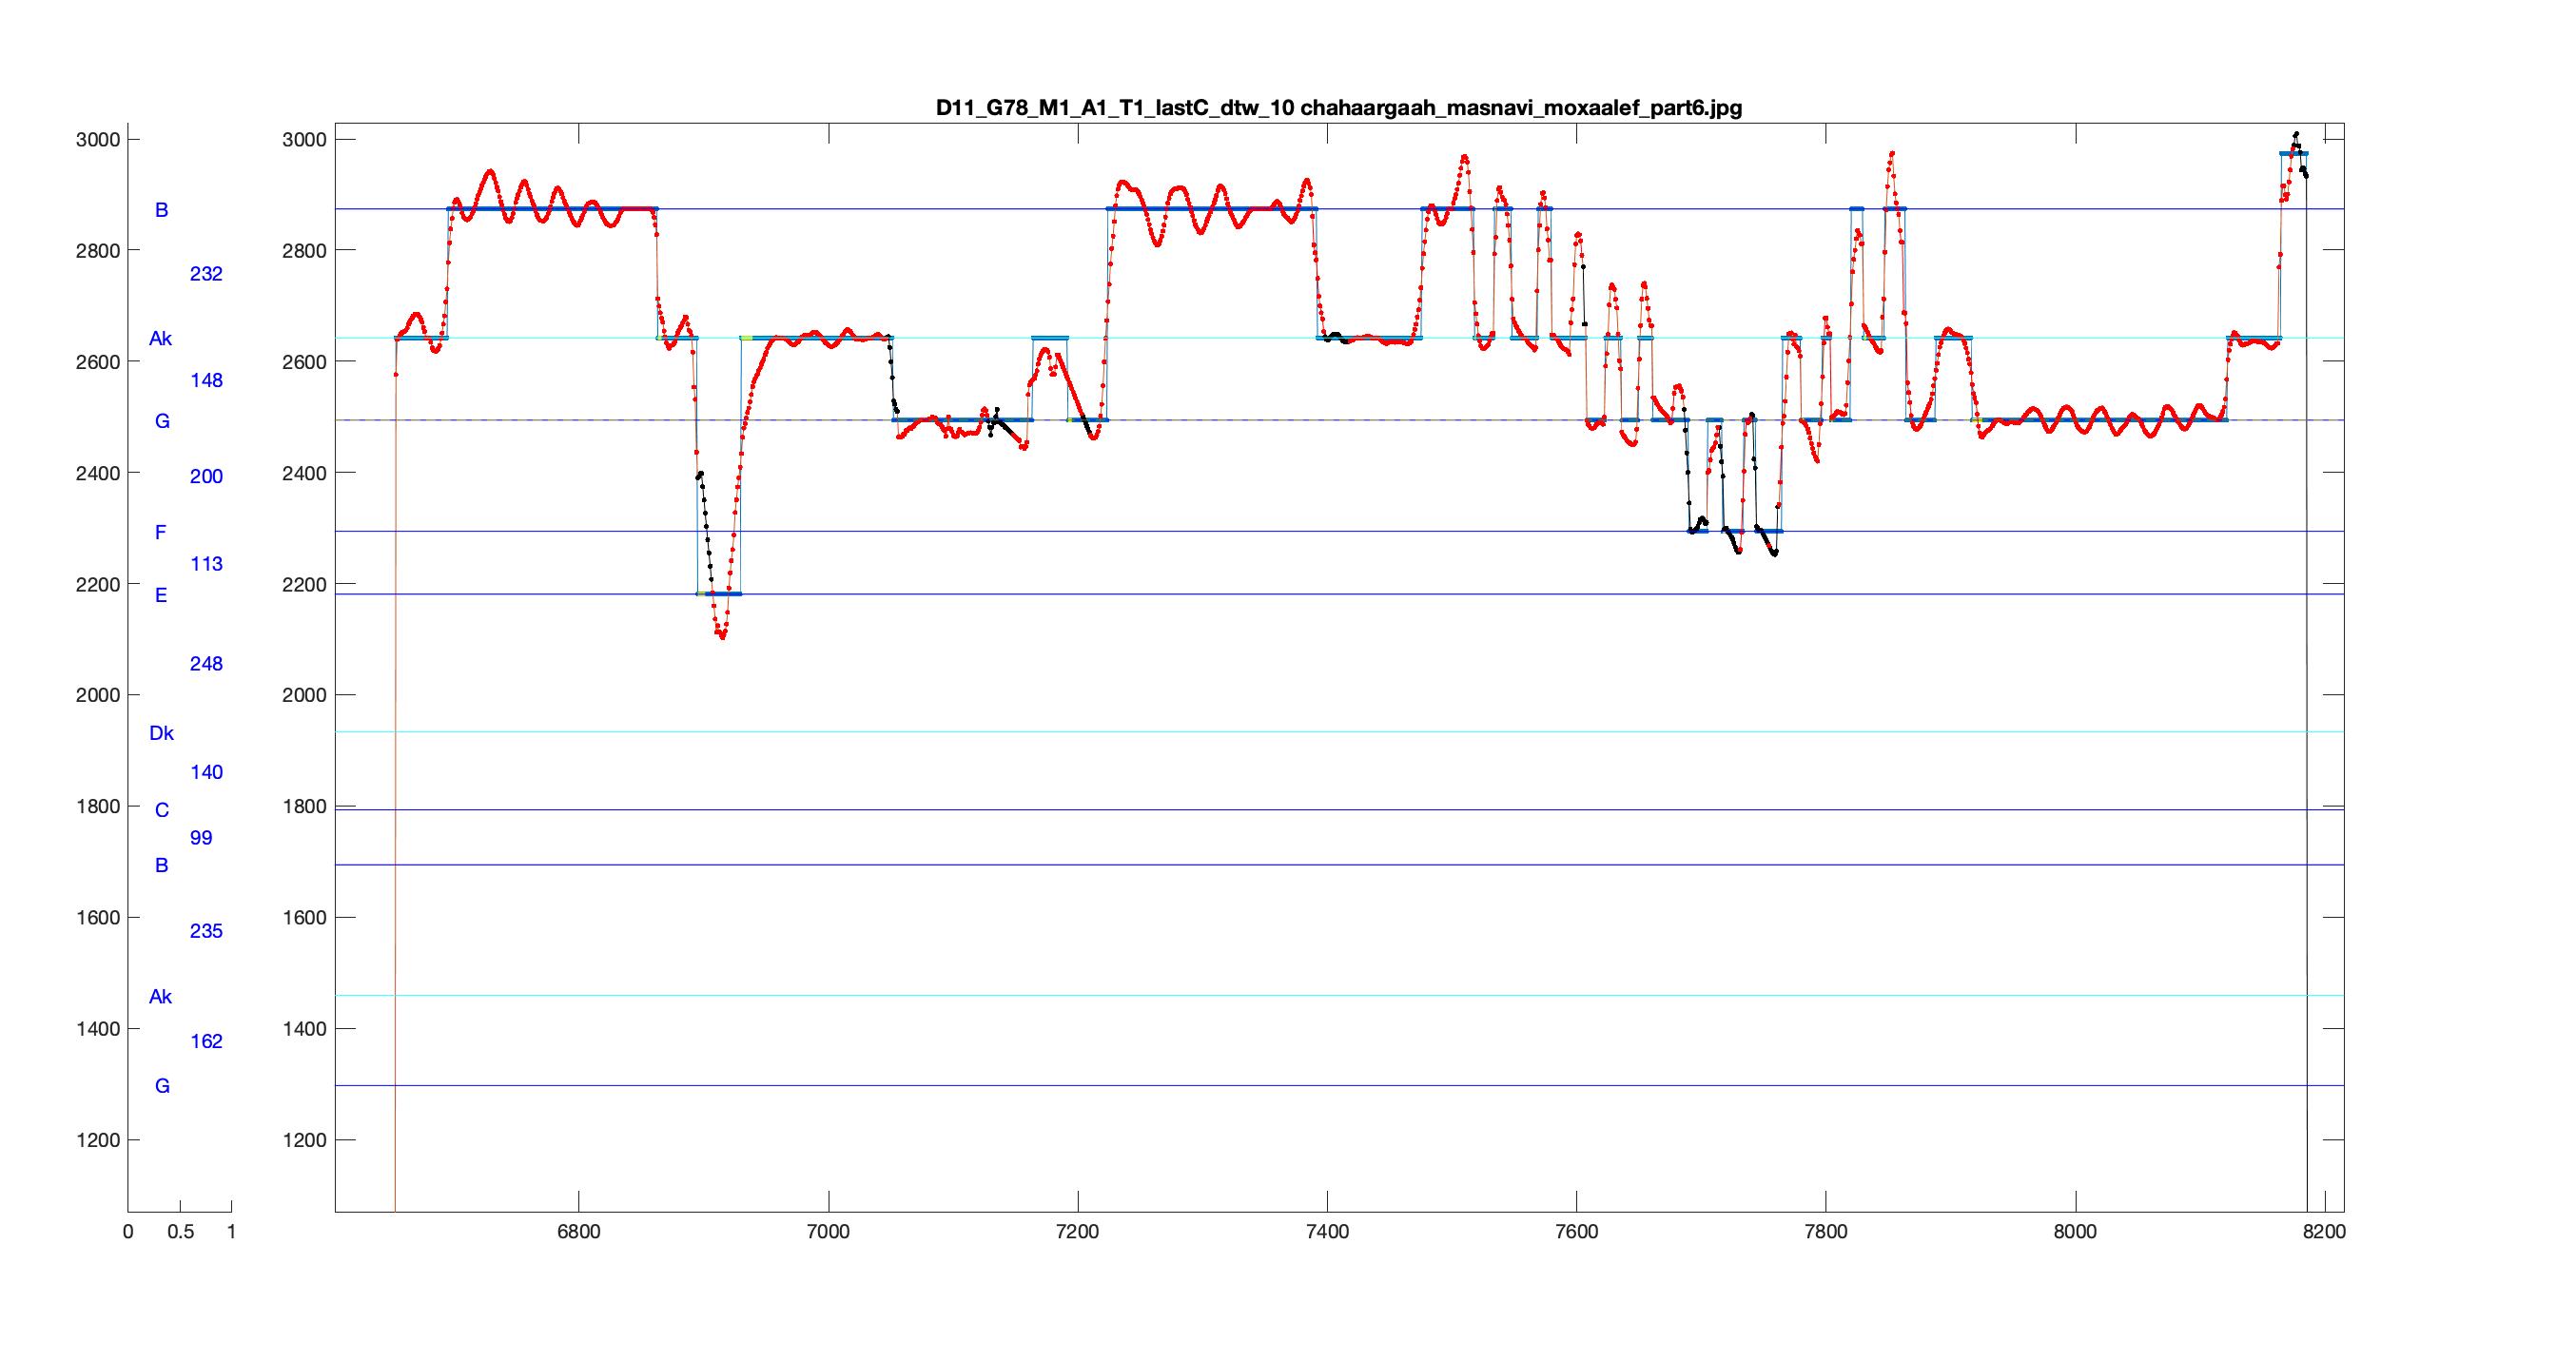 D11_G78_M1_A1_T1_lastC_dtw_10 chahaargaah_masnavi_moxaalef_part6.jpg
3000 3000
B
2800 2800
232
Ak
2600 2600
148
G
200
2400 2400
F
113
2200 2200
E
248
2000 2000
Dk
140
1800 C 1800
99
B
1600 1600
235
Ak
1400 1400
162
G
1200 1200
0 0.5 1 6800 7000 7200 7400 7600 7800 8000 8200